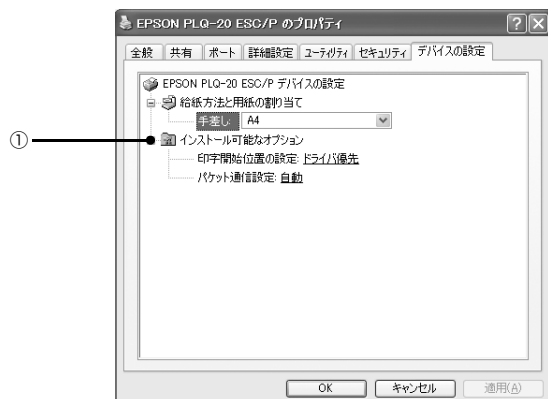 EPSON PLQ-20 ESC/P のプロパティ
全般 共有 ポート 詳細設定 ユーティリティ セキュリティ デバイスの設定
EPSON PLQ-20 ESC/P デバイスの設定
給紙方法と用紙の割り当て
手差し: A4
①
インストール可能なオプション
印字開始位置の設定: ドライバ優先
パケット通信設定: 自動
OK キャンセル 適用(A)